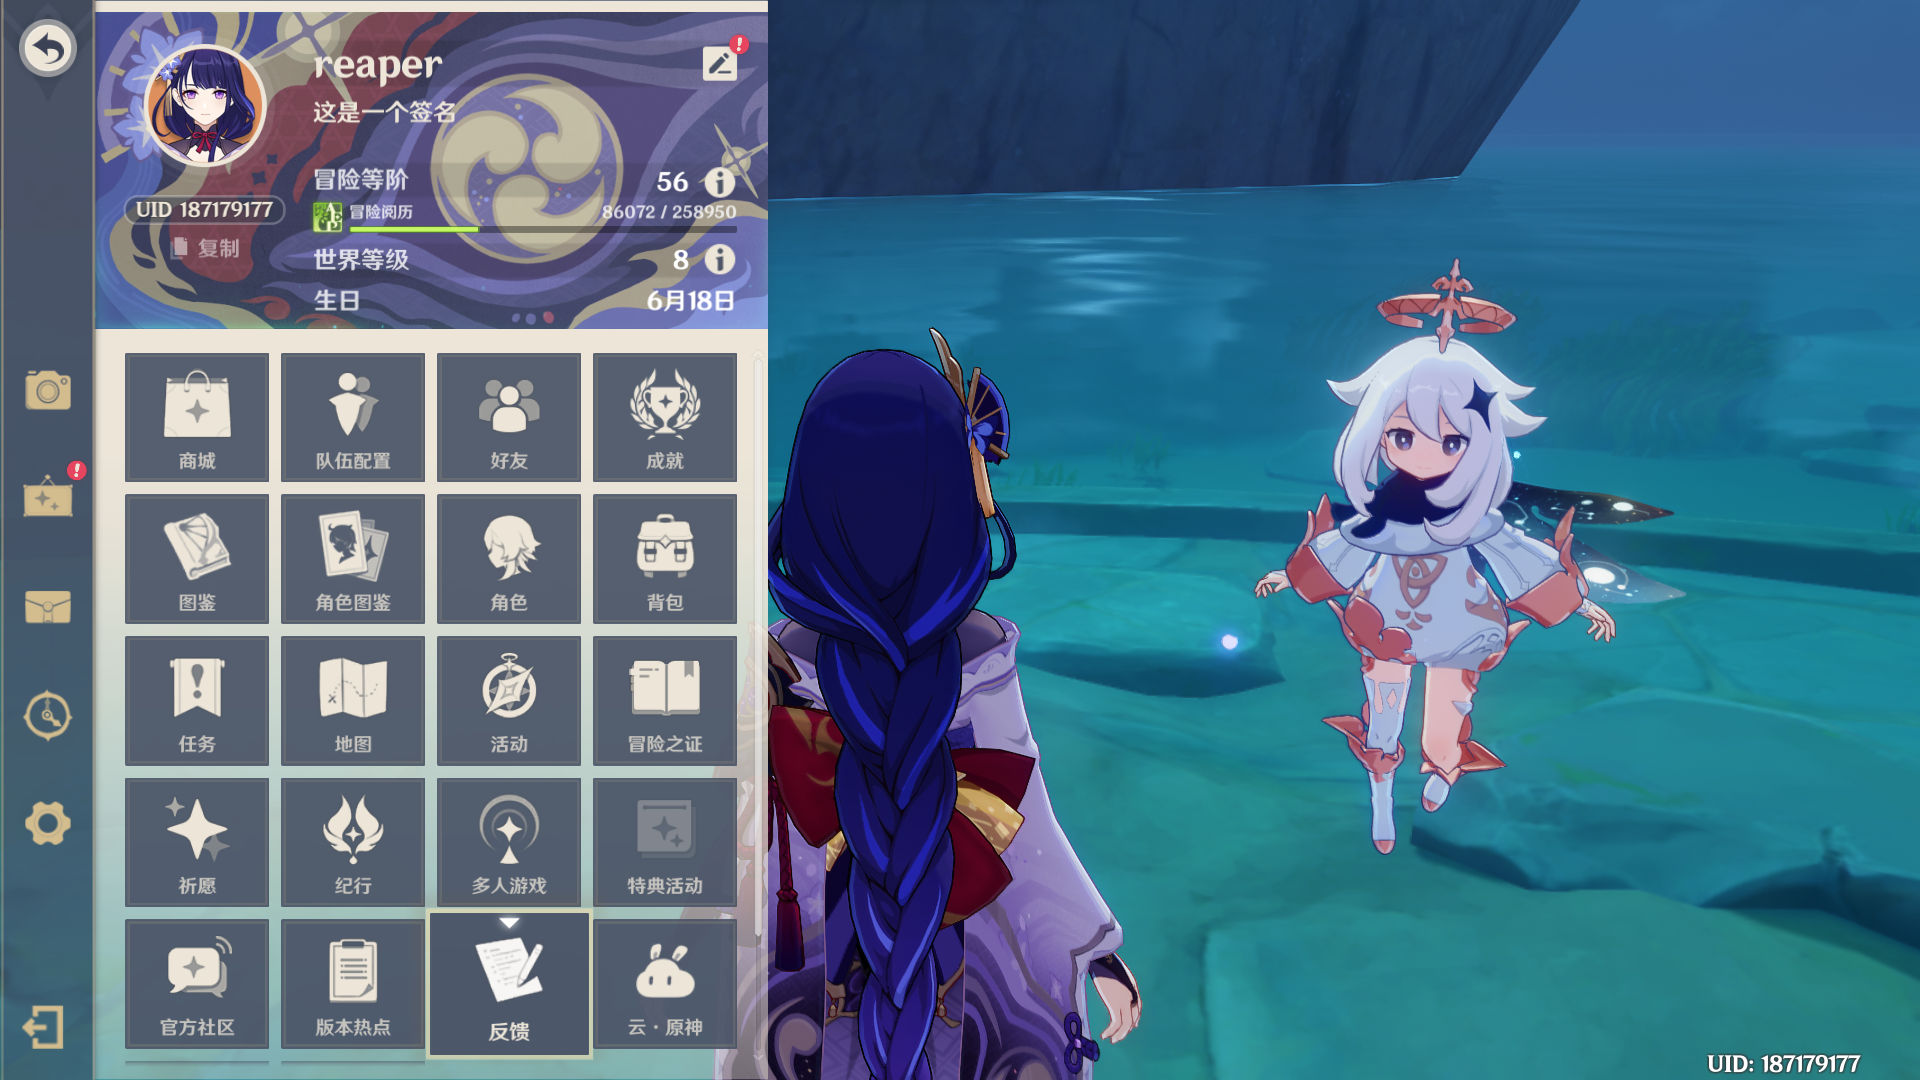 reaper
这是一个签名
冒险等阶 56
冒险阅历 86072 / 258950
UID 187179177
复制
世界等级 8
生日 6月18日
商城 队伍配置 好友 成就
图鉴 角色图鉴 角色 背包
任务 地图 活动 冒险之证
祈愿 纪行 多人游戏 特典活动
官方社区 版本热点 反馈 云·原神
UID: 187179177